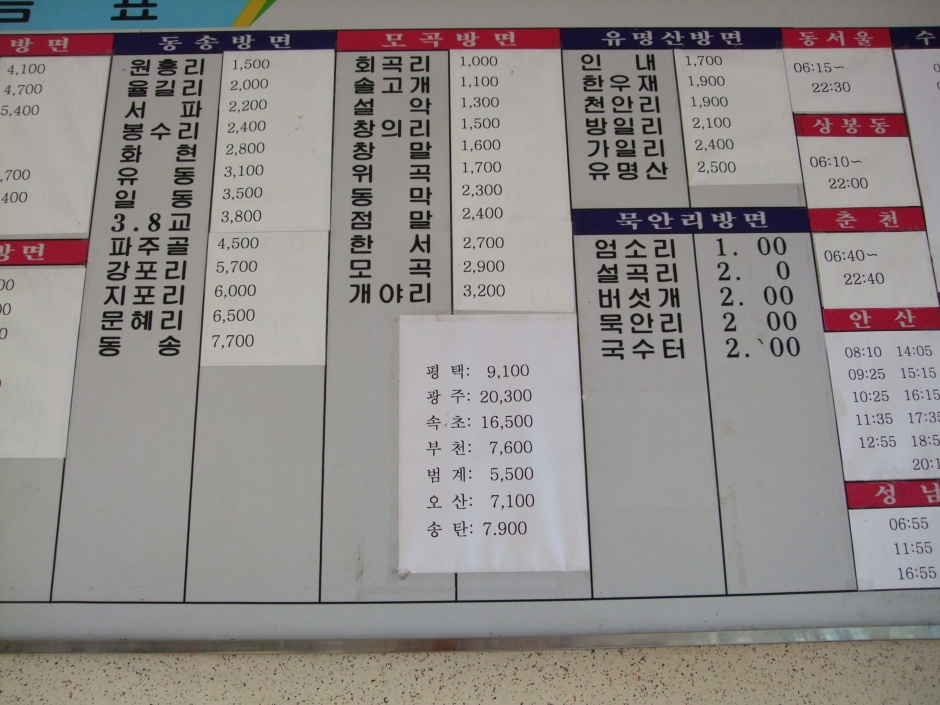 표
방면
4,100
4,700
5,400
,700
400
방면
동송방면
원흥리 1,500
율길리 2,000
서파 2,200
봉수리 2,400
화현 2,800
유동 3,100
일동 3,500
3.8교 3,800
파주골 4,500
강포리 5,700
지포리 6,000
문혜리 6,500
동송 7,700
모곡방면
회곡리 1,000
솔고개 1,100
설악 1,300
창의리 1,500
창말 1,600
위곡 1,700
동막 2,300
점말 2,400
한서 2,700
모곡 2,900
개야리 3,200
평택: 9,100
광주: 20,300
속초: 16,500
부천: 7,600
범계: 5,500
오산: 7,100
송탄: 7.900
유명산방면
인내 1,700
한우재 1,900
천안리 1,900
방일리 2,100
가일리 2,400
유명산 2,500
묵안리방면
엄소리 1. 00
설곡리 2. 0
버섯개 2. 00
묵안리 2 00
국수터 2. 00
동서울
06:15~
22:30
상봉동
06:10~
22:00
춘천
06:40~
22:40
안산
08:10 14:05
09:25 15:15
10:25 16:15
11:35 17:35
12:55 18:5
20:1
성남
06:55
11:55
16:55
수